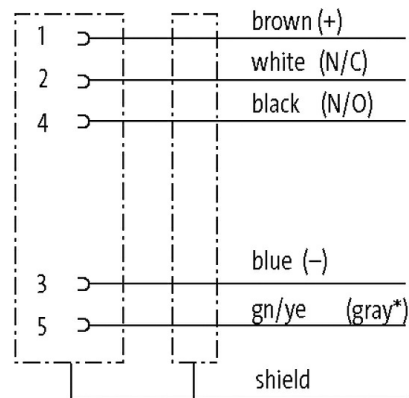 1 brown (+)
2 white (N/C)
4 black (N/O)
3 blue (–)
5 gn/ye (gray*)
shield